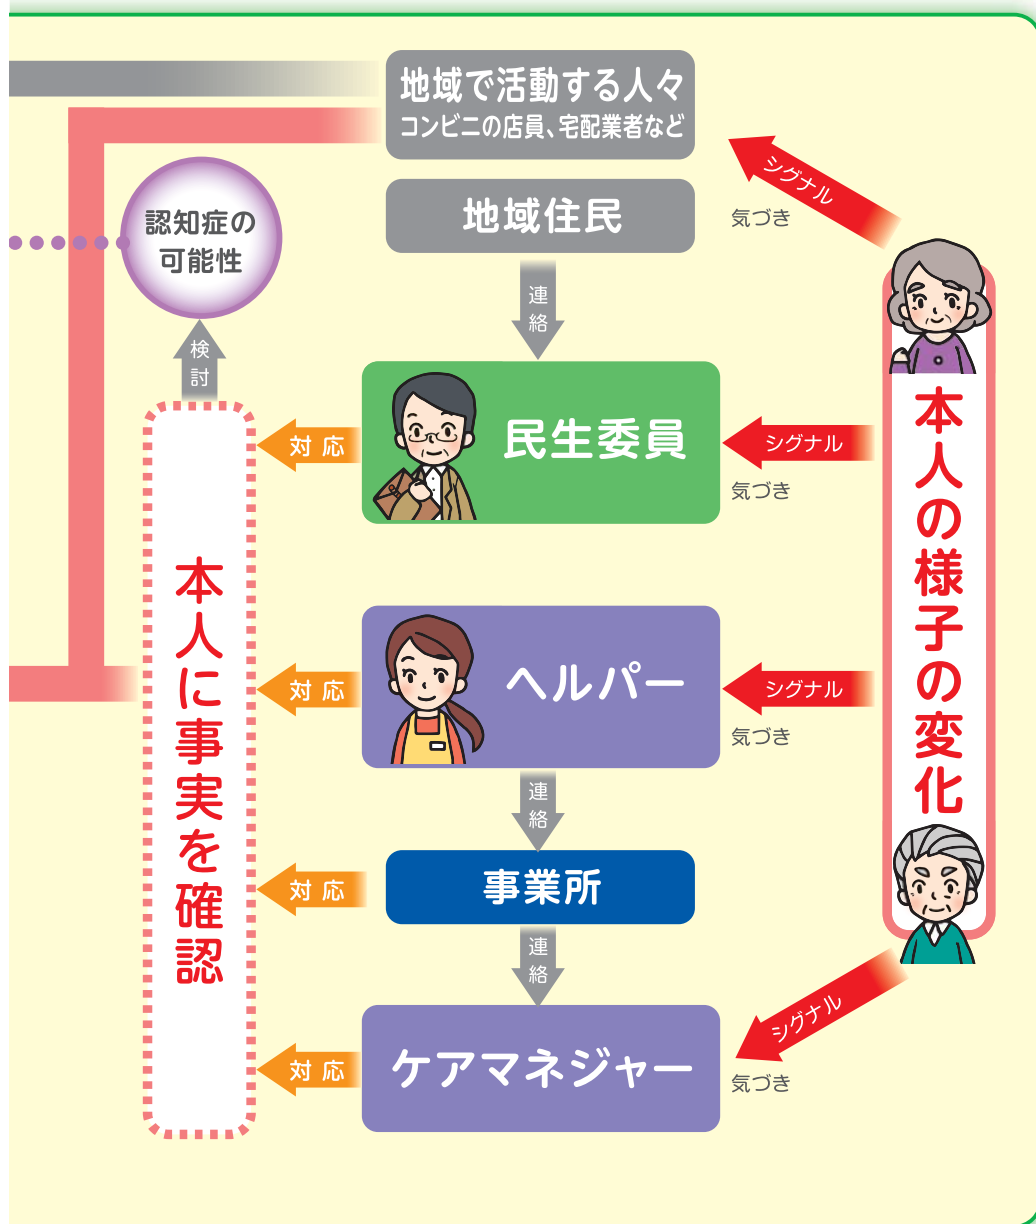 地域で活動する人々
コンビニの店員、宅配業者など
シグナル
気づき
地域住民
認知症の
可能性
連絡
検討
本人の様子の変化
民生委員
対応
シグナル
気づき
本人に事実を確認
ヘルパー
対応
シグナル
気づき
連絡
事業所
対応
連絡
シグナル
ケアマネジャー
対応
気づき